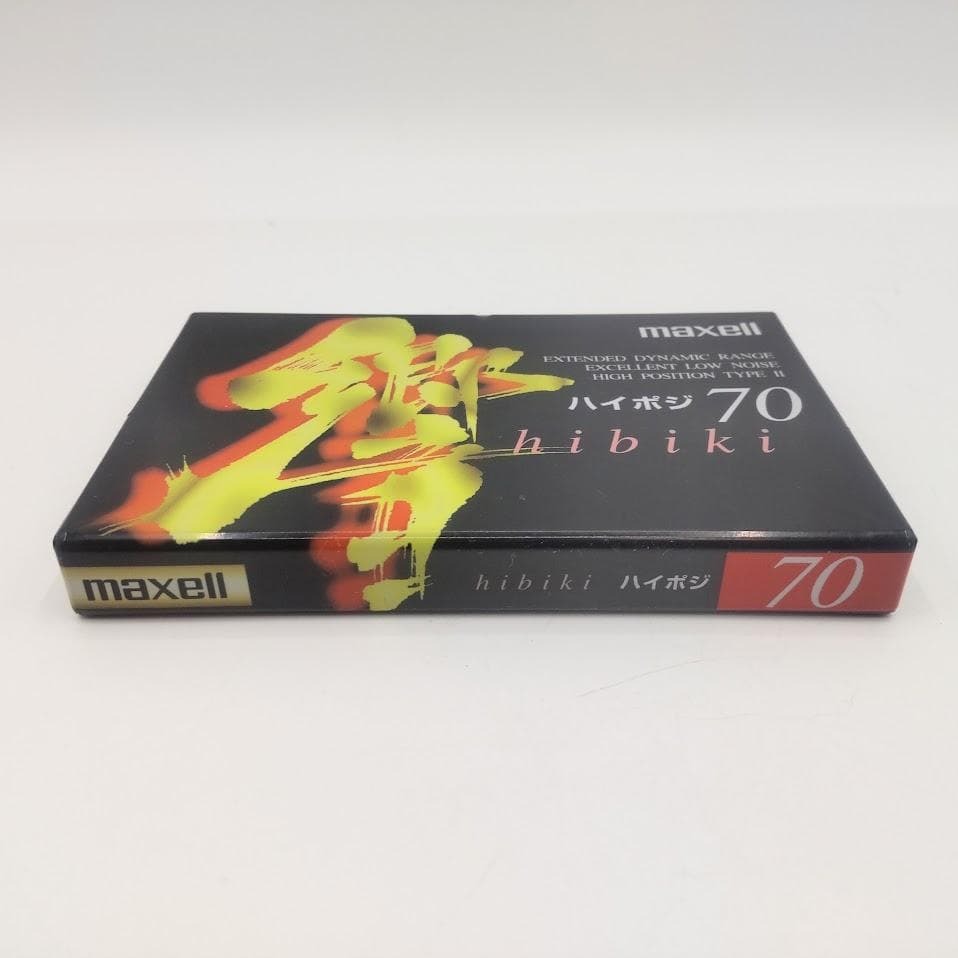 響
maxell
EXTENDED DYNAMIC RANGE
EXCELLENT LOW NOISE
HIGH POSITION TYPE II
ハイポジ 70
hibiki
maxell hibiki ハイポジ 70